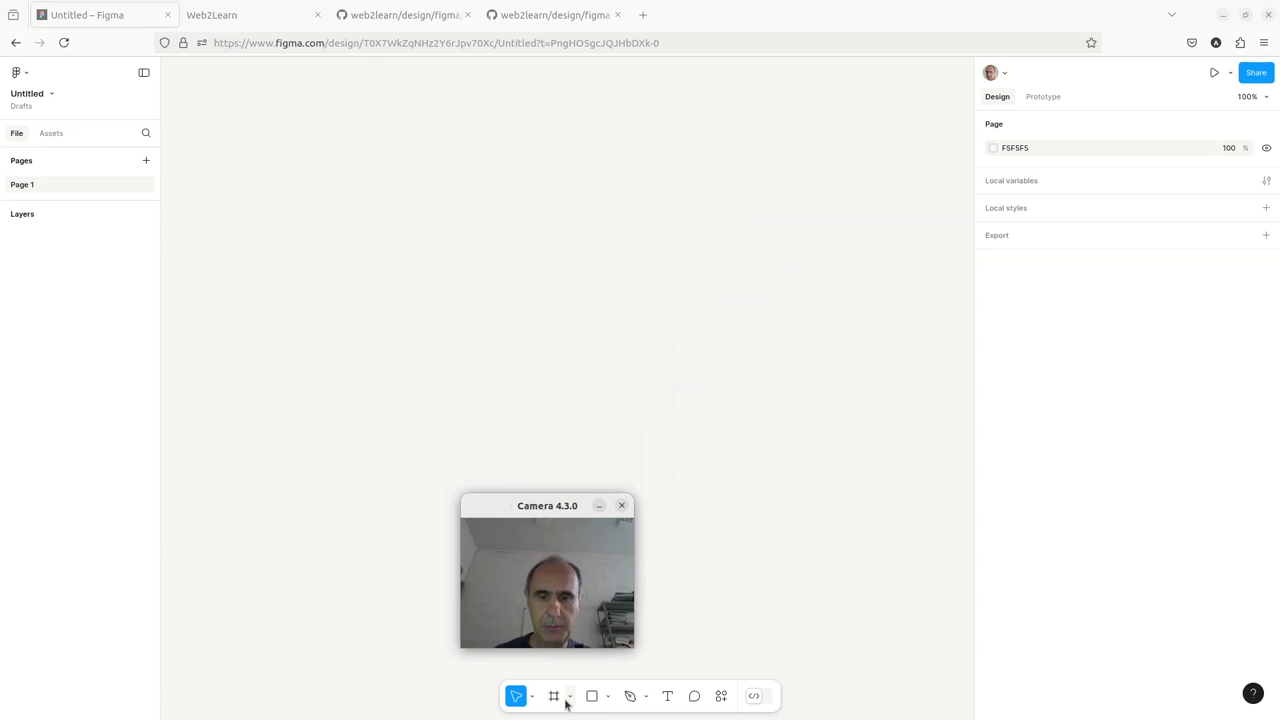 Untitled – Figma
Web2Learn
web2learn/design/figma,
web2learn/design/figma
https://www.figma.com/design/T0X7WkZqNHz2Y6rJpv70Xc/Untitled?t=PngHO5gcJQJHbDXk-0
A
Untitled
Drafts
Share
Design
Prototype
100%
File
Assets
Page
Pages
F5F5F5
100
%
Page 1
Local variables
Layers
Local styles
Export
Camera 4.3.0
T
?